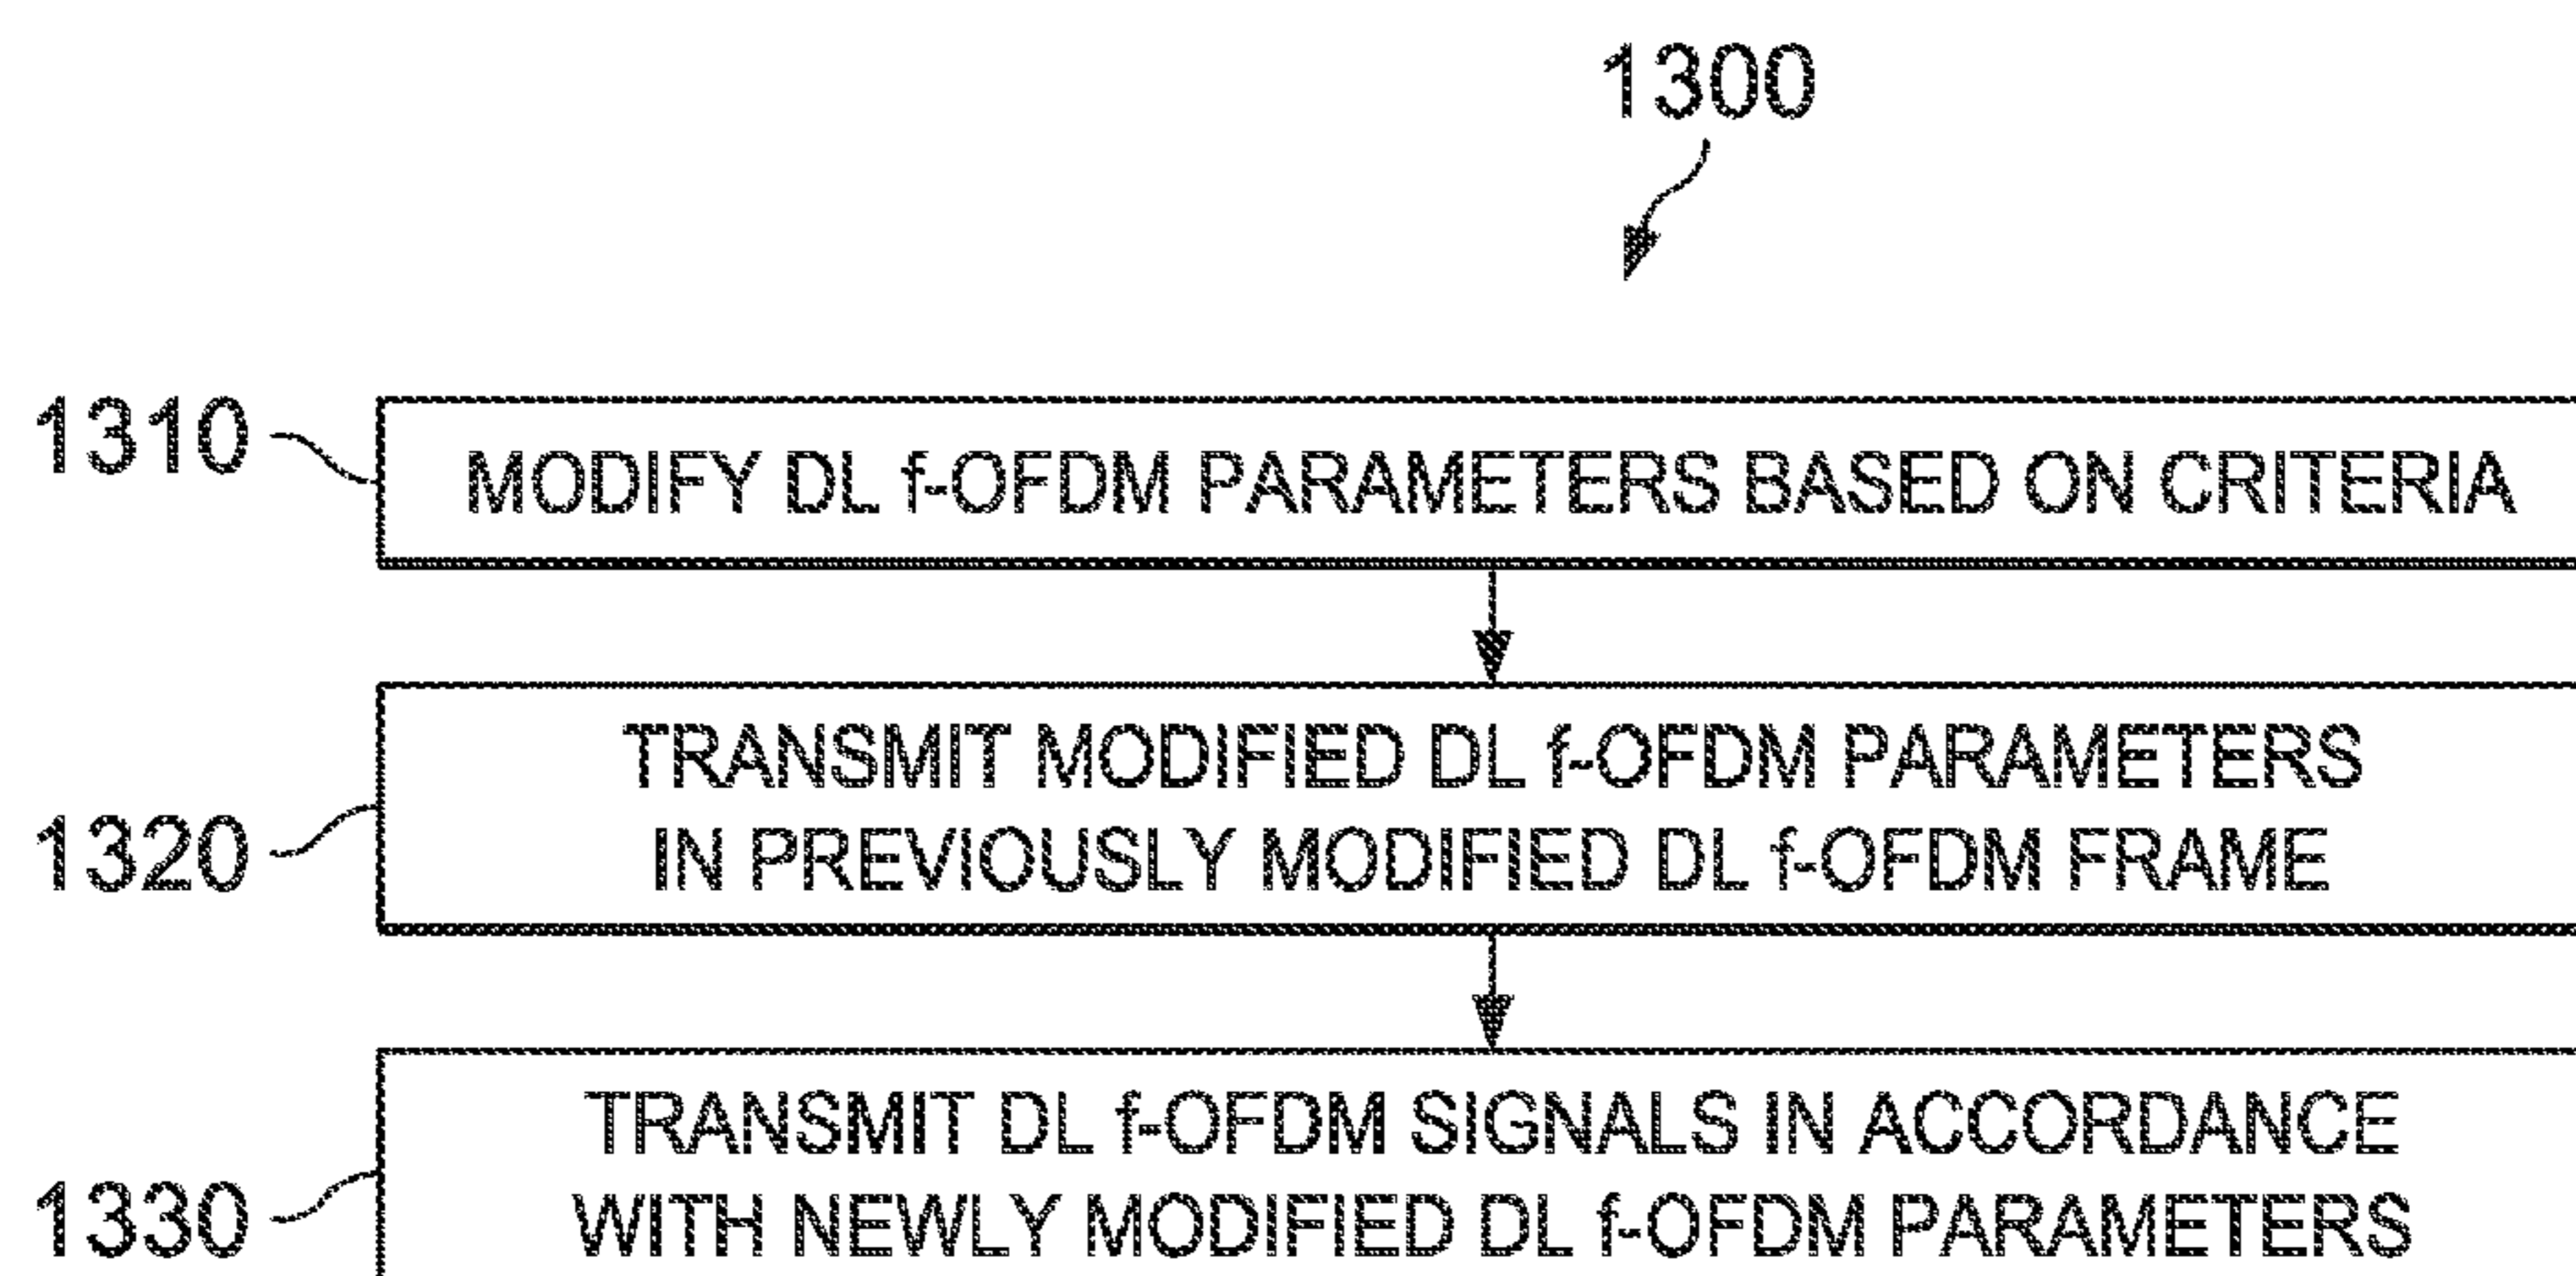 1300
1310
MODIFY DL f-OFDM PARAMETERS BASED ON CRITERIA
1320
TRANSMIT MODIFIED DL f-OFDM PARAMETERS
IN PREVIOUSLY MODIFIED DL f-OFDM FRAME
1330
TRANSMIT DL f-OFDM SIGNALS IN ACCORDANCE
WITH NEWLY MODIFIED DL f-OFDM PARAMETERS